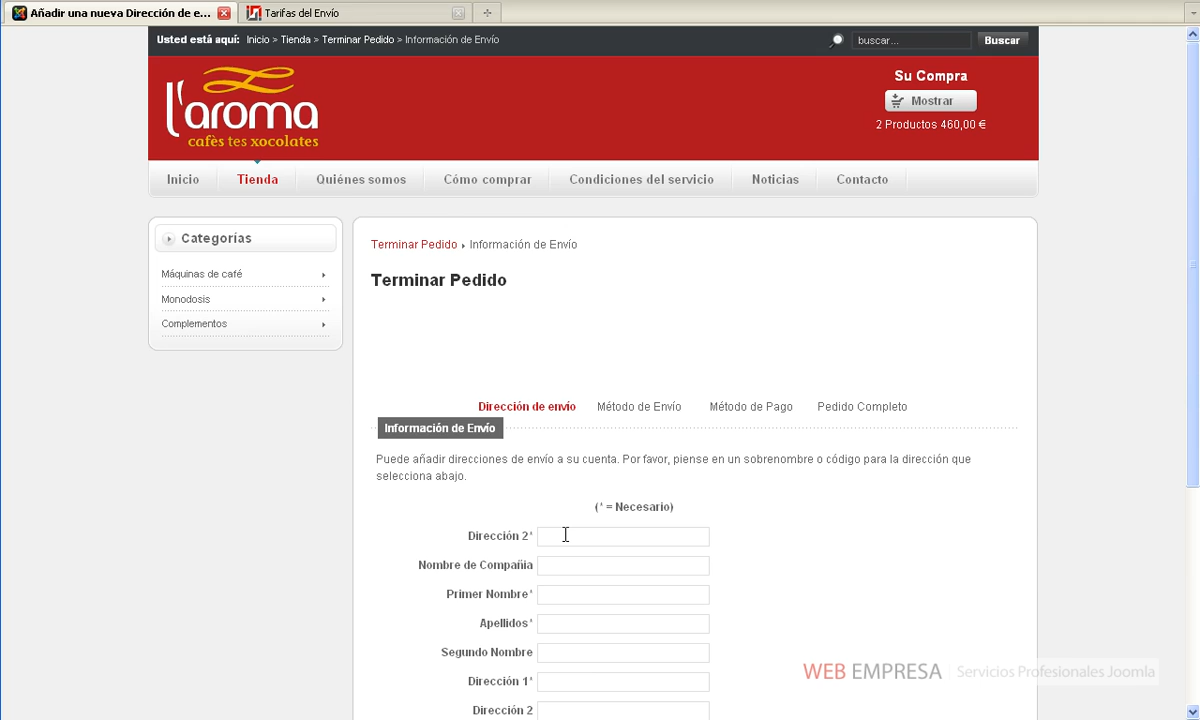 Añadir una nueva Dirección de e...
Tarifas del Envío
Usted está aquí: Inicio > Tienda > Terminar Pedido > Información de Envío
buscar...
Buscar
l'aroma
cafès tes xocolates
Su Compra
Mostrar
2 Productos 460,00 €
Inicio
Tienda
Quiénes somos
Cómo comprar
Condiciones del servicio
Noticias
Contacto
Categorías
Máquinas de café
Monodosis
Complementos
Terminar Pedido
Información de Envío
Terminar Pedido
Dirección de envío
Método de Envío
Método de Pago
Pedido Completo
Información de Envío
Puede añadir direcciones de envío a su cuenta. Por favor, piense en un sobrenombre o código para la dirección que
selecciona abajo.
(* = Necesario)
Dirección 2*
Nombre de Compañia
Primer Nombre*
Apellidos*
Segundo Nombre
Dirección 1*
Dirección 2
WEB EMPRESA | Servicios Profesionales Joomla